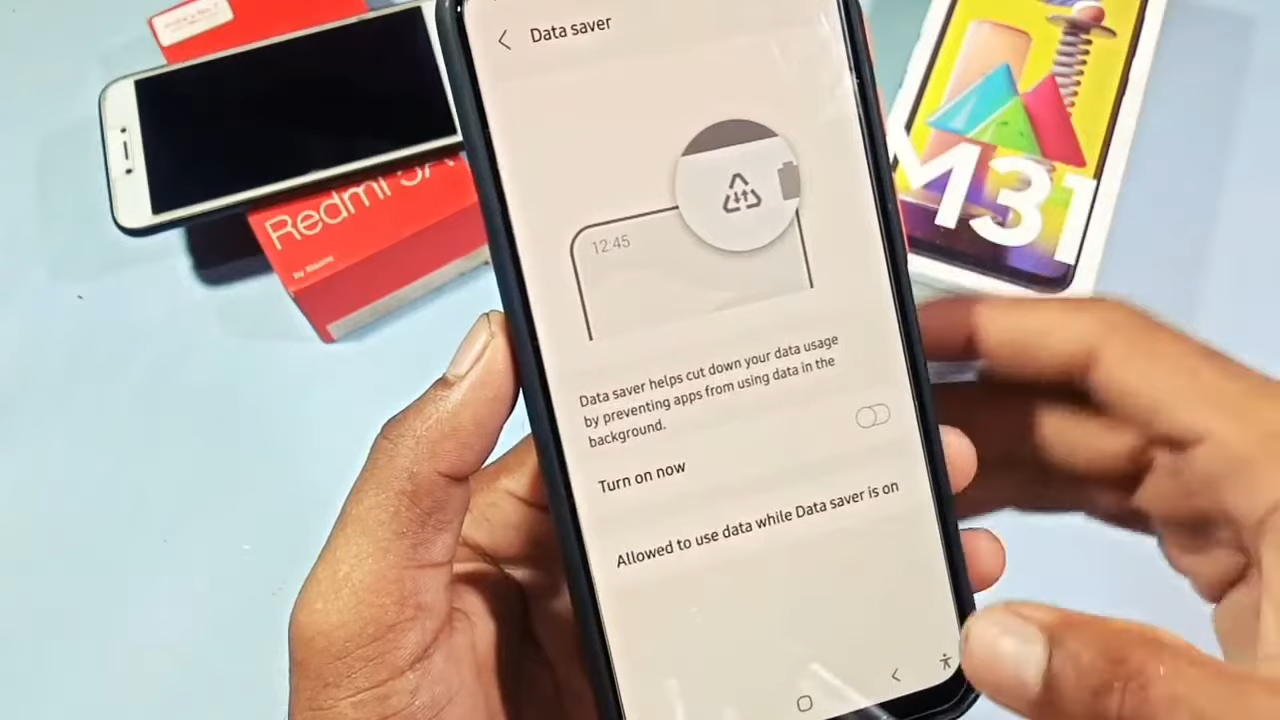 Data saver
12:45
Data saver helps cut down your data usage
by preventing apps from using data in the
background.
Turn on now
Allowed to use data while Data saver is on
Redmi 5A
by Xiaomi
M31